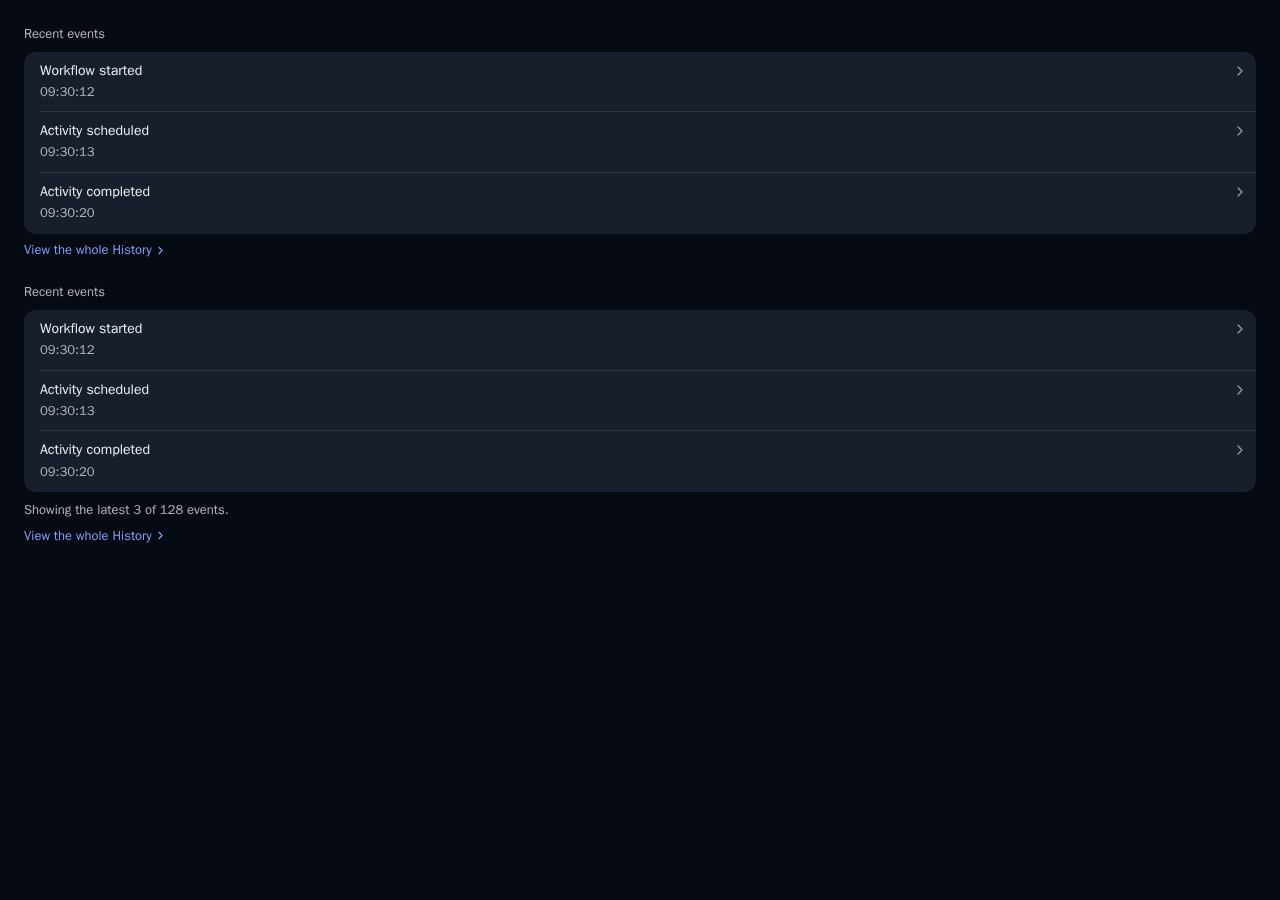 Recent events
Workflow started
09:30:12
Activity scheduled
09:30:13
Activity completed
09:30:20
View the whole History
Recent events
Workflow started
09:30:12
Activity scheduled
09:30:13
Activity completed
09:30:20
Showing the latest 3 of 128 events.
View the whole History